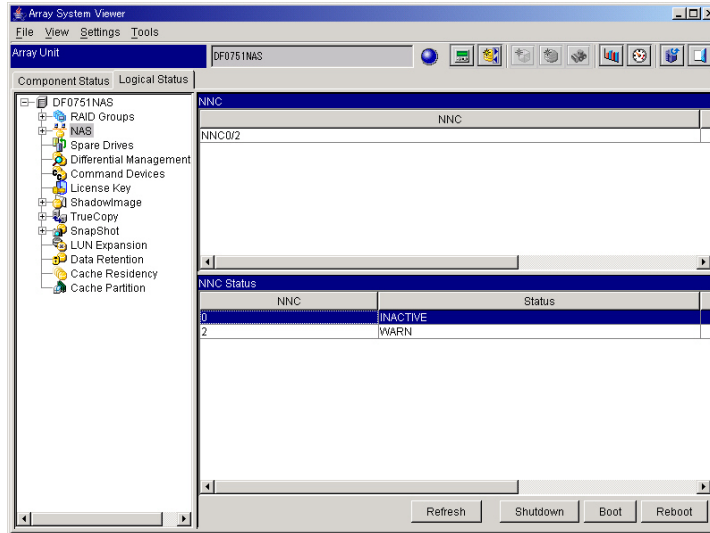 Array System Viewer
File View Settings Tools
Array Unit
DF0751NAS
Component Status Logical Status
DF0751NAS
RAID Groups
NAS
Spare Drives
Differential Management
Command Devices
License Key
ShadowImage
TrueCopy
SnapShot
LUN Expansion
Data Retention
Cache Residency
Cache Partition
NNC
NNC
NNC0/2
NNC Status
NNC Status
0 INACTIVE
2 WARN
Refresh Shutdown Boot Reboot